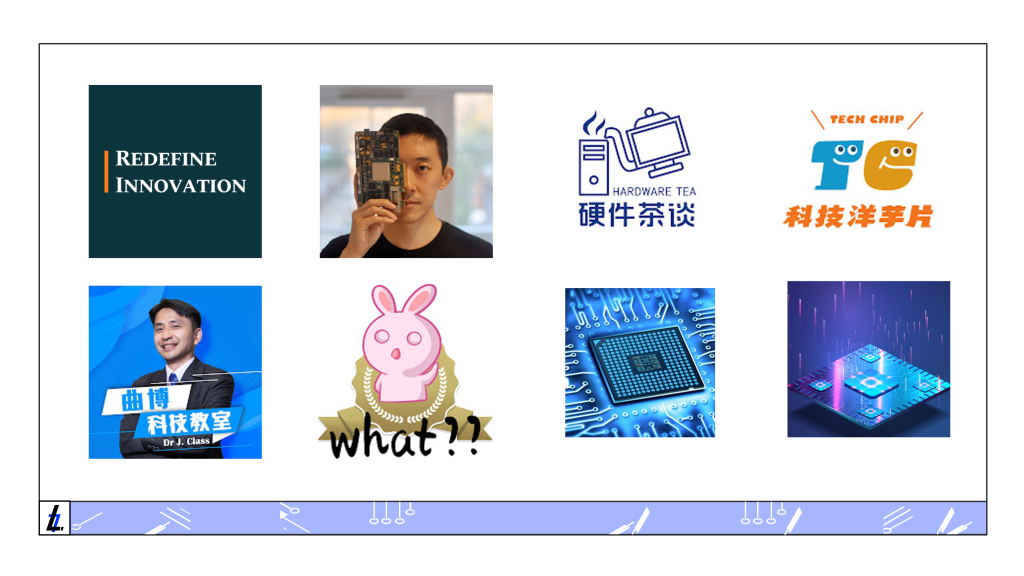 REDEFINE
INNOVATION
HARDWARE TEA
硬件茶谈
TECH CHIP
TC
科技洋芋片
曲博
科技教室
Dr J. Class
what??